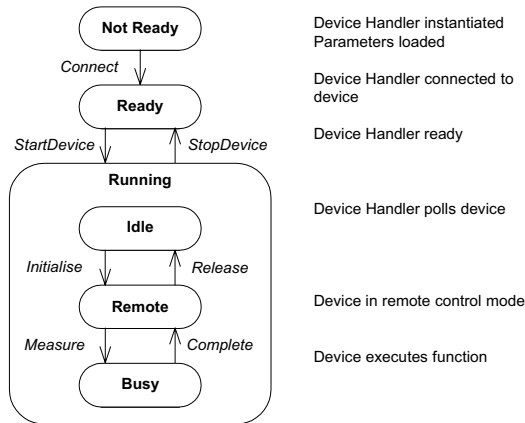 Not Ready
Device Handler instantiated
Parameters loaded
Connect
Device Handler connected to
device
Ready
StartDevice
StopDevice
Device Handler ready
Running
Idle
Device Handler polls device
Initialise
Release
Remote
Device in remote control mode
Measure
Complete
Device executes function
Busy